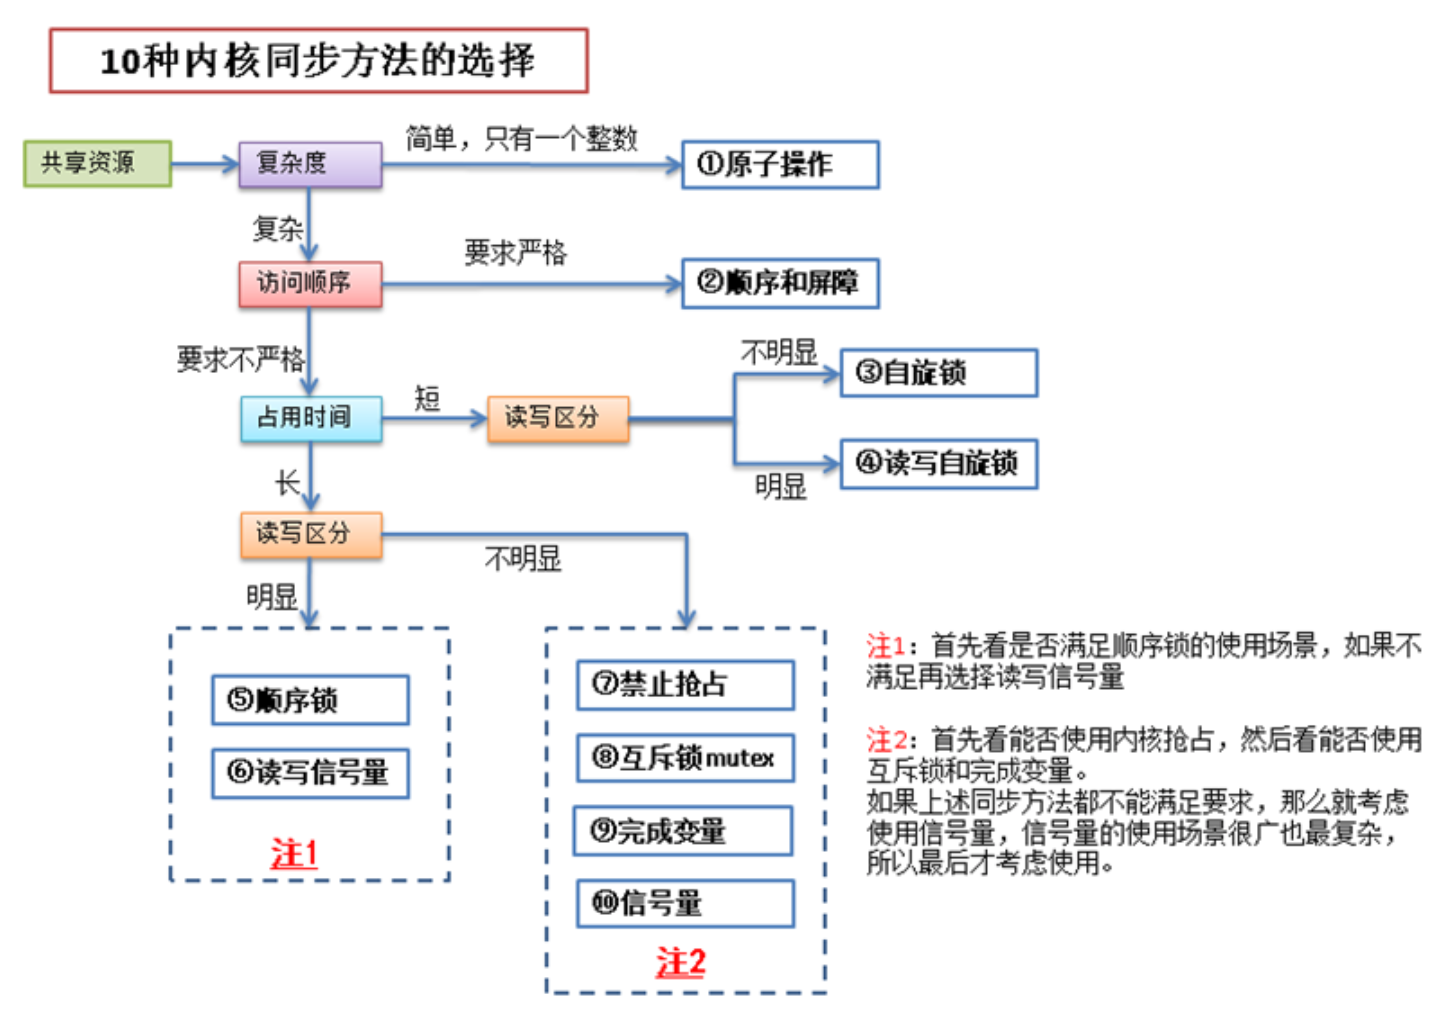 10种内核同步方法的选择
共享资源
复杂度
简单，只有一个整数
①原子操作
复杂
访问顺序
要求严格
②顺序和屏障
要求不严格
占用时间
短
读写区分
不明显
③自旋锁
明显
④读写自旋锁
长
读写区分
不明显
明显
⑤顺序锁
⑥读写信号量
注1
⑦禁止抢占
⑧互斥锁mutex
⑨完成变量
⑩信号量
注2
注1：首先看是否满足顺序锁的使用场景，如果不
满足再选择读写信号量
注2：首先看能否使用内核抢占，然后看能否使用
互斥锁和完成变量。
如果上述同步方法都不能满足要求，那么就考虑
使用信号量，信号量的使用场景很广也最复杂，
所以最后才考虑使用。